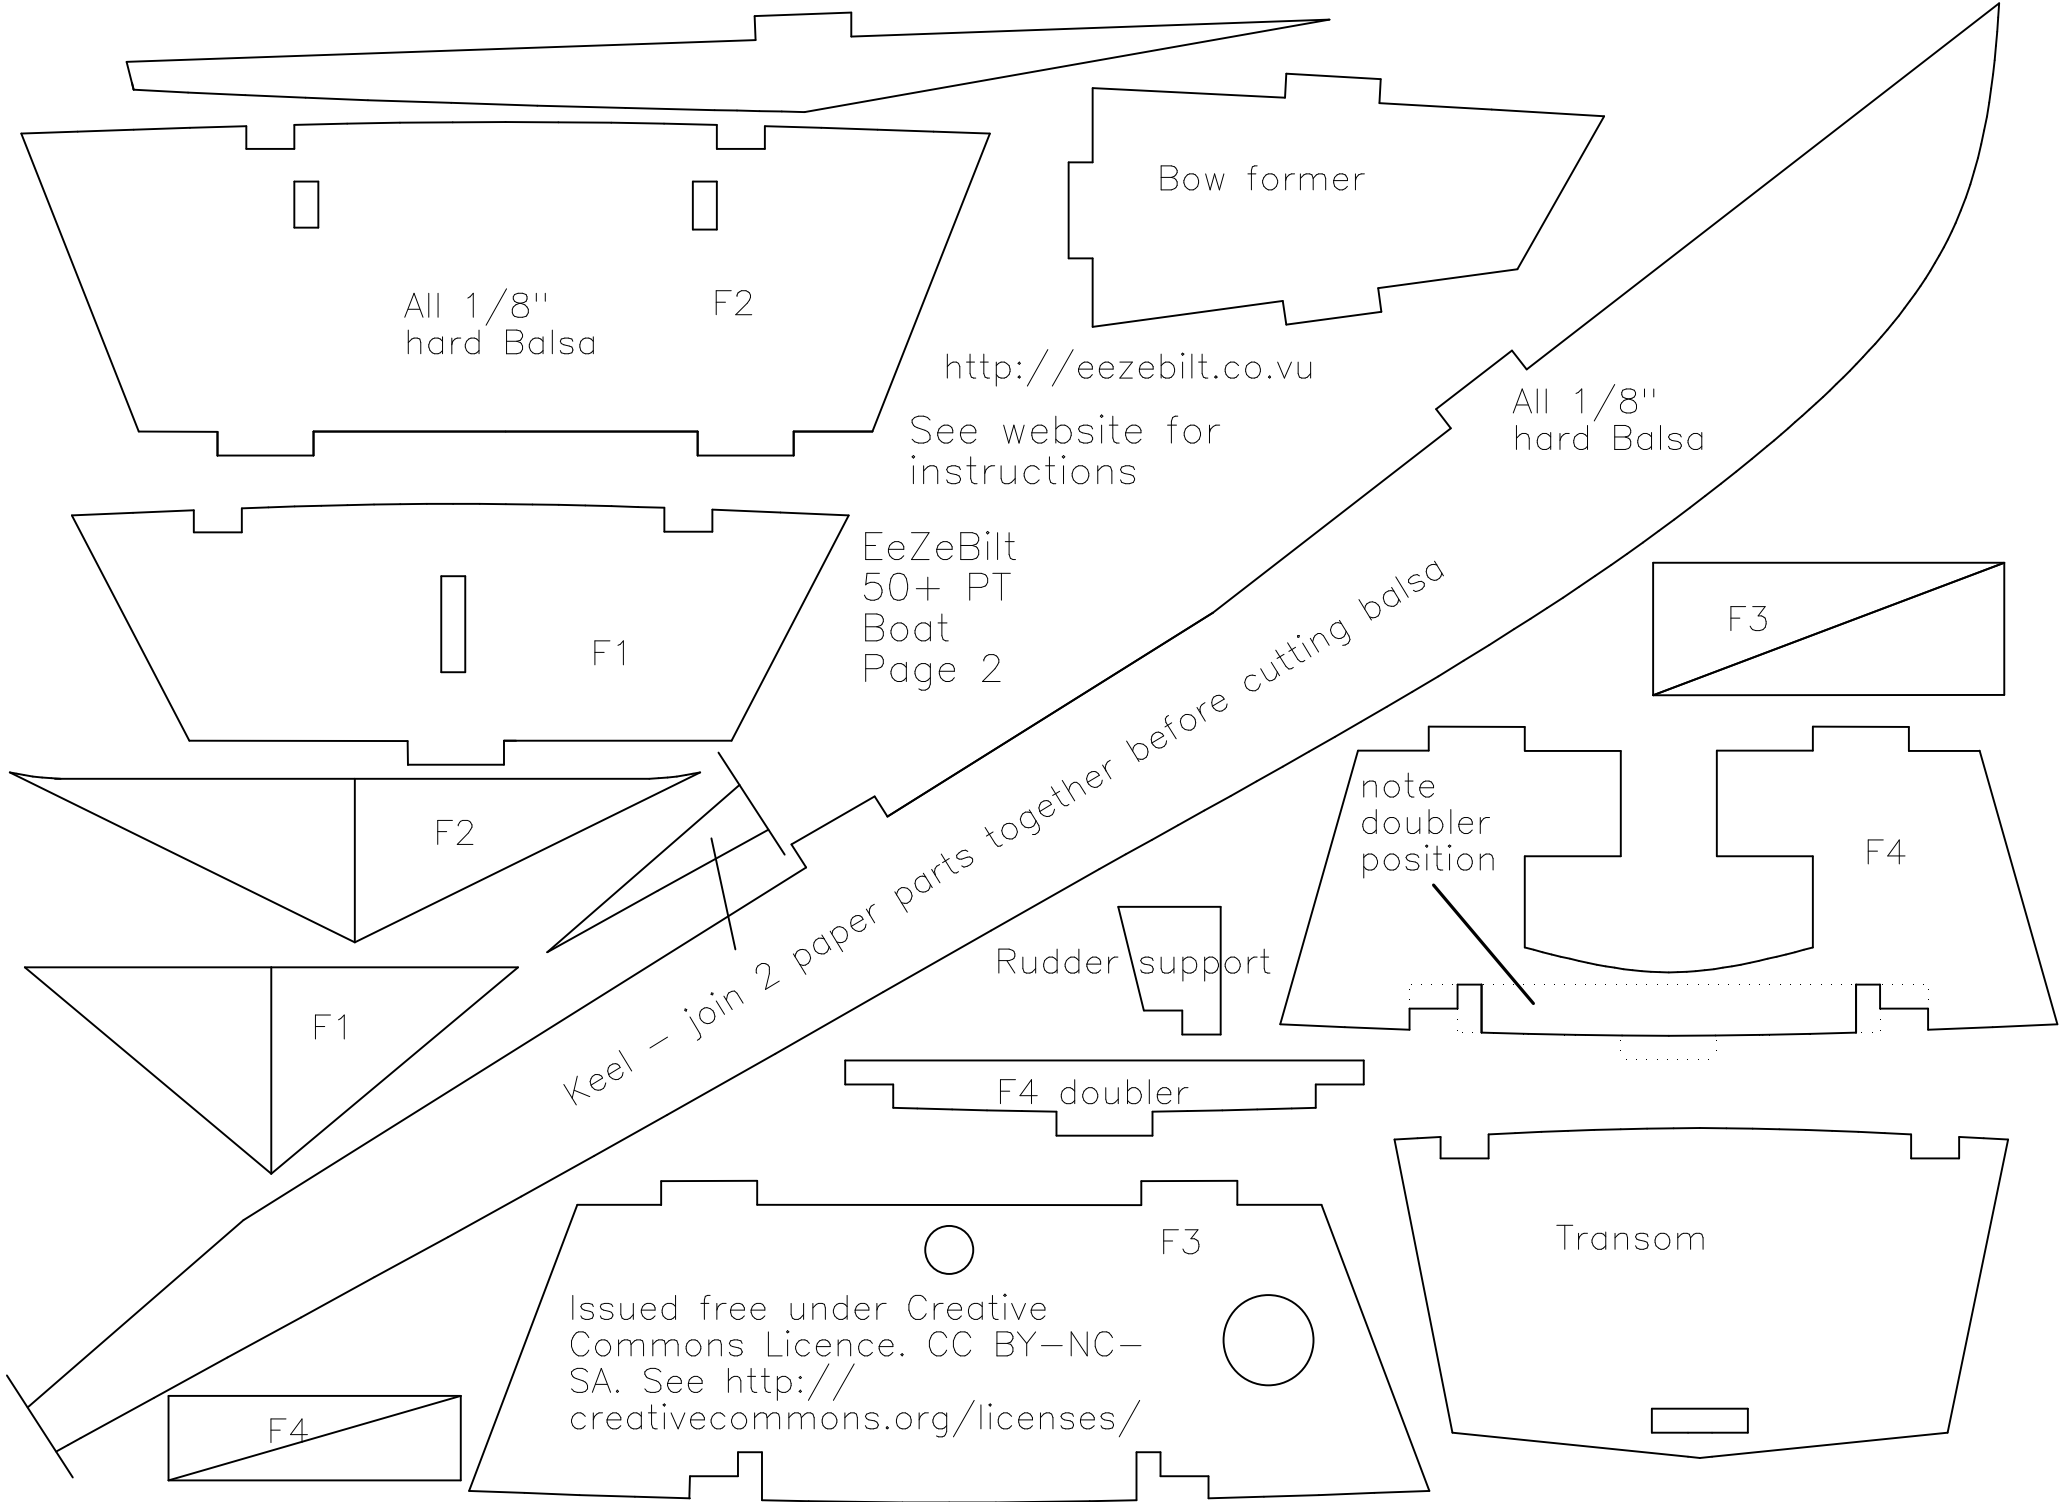 Bow former
All 1/8"
hard Balsa
F2
http://eezebilt.co.vu
See website for
instructions
All 1/8"
hard Balsa
EeZeBilt
50+ PT
Boat
Page 2
F1
F3
note
doubler
position
F4
F2
Keel - join 2 paper parts together before cutting balsa
Rudder support
F1
F4 doubler
F3
Transom
Issued free under Creative
Commons Licence. CC BY-NC-
SA. See http://
creativecommons.org/licenses/
F4